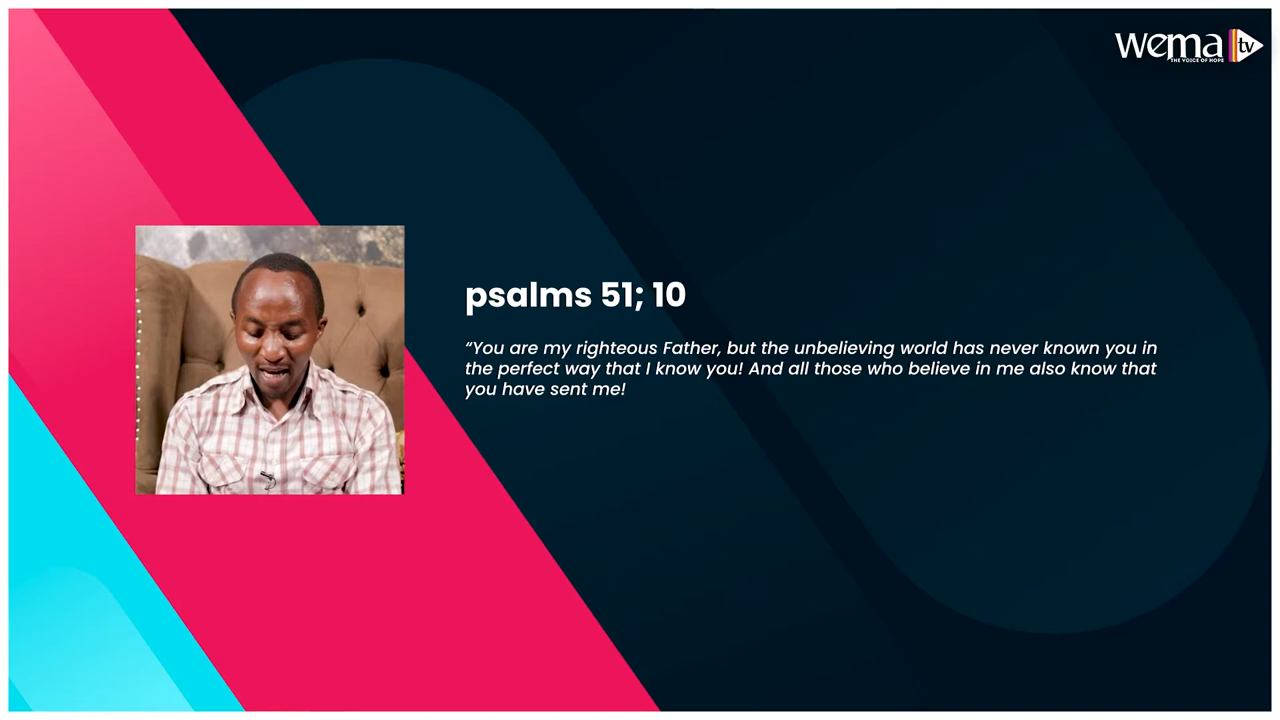 wema tv
THE VOICE OF HOPE
psalms 51; 10
“You are my righteous Father, but the unbelieving world has never known you in
the perfect way that I know you! And all those who believe in me also know that
you have sent me!